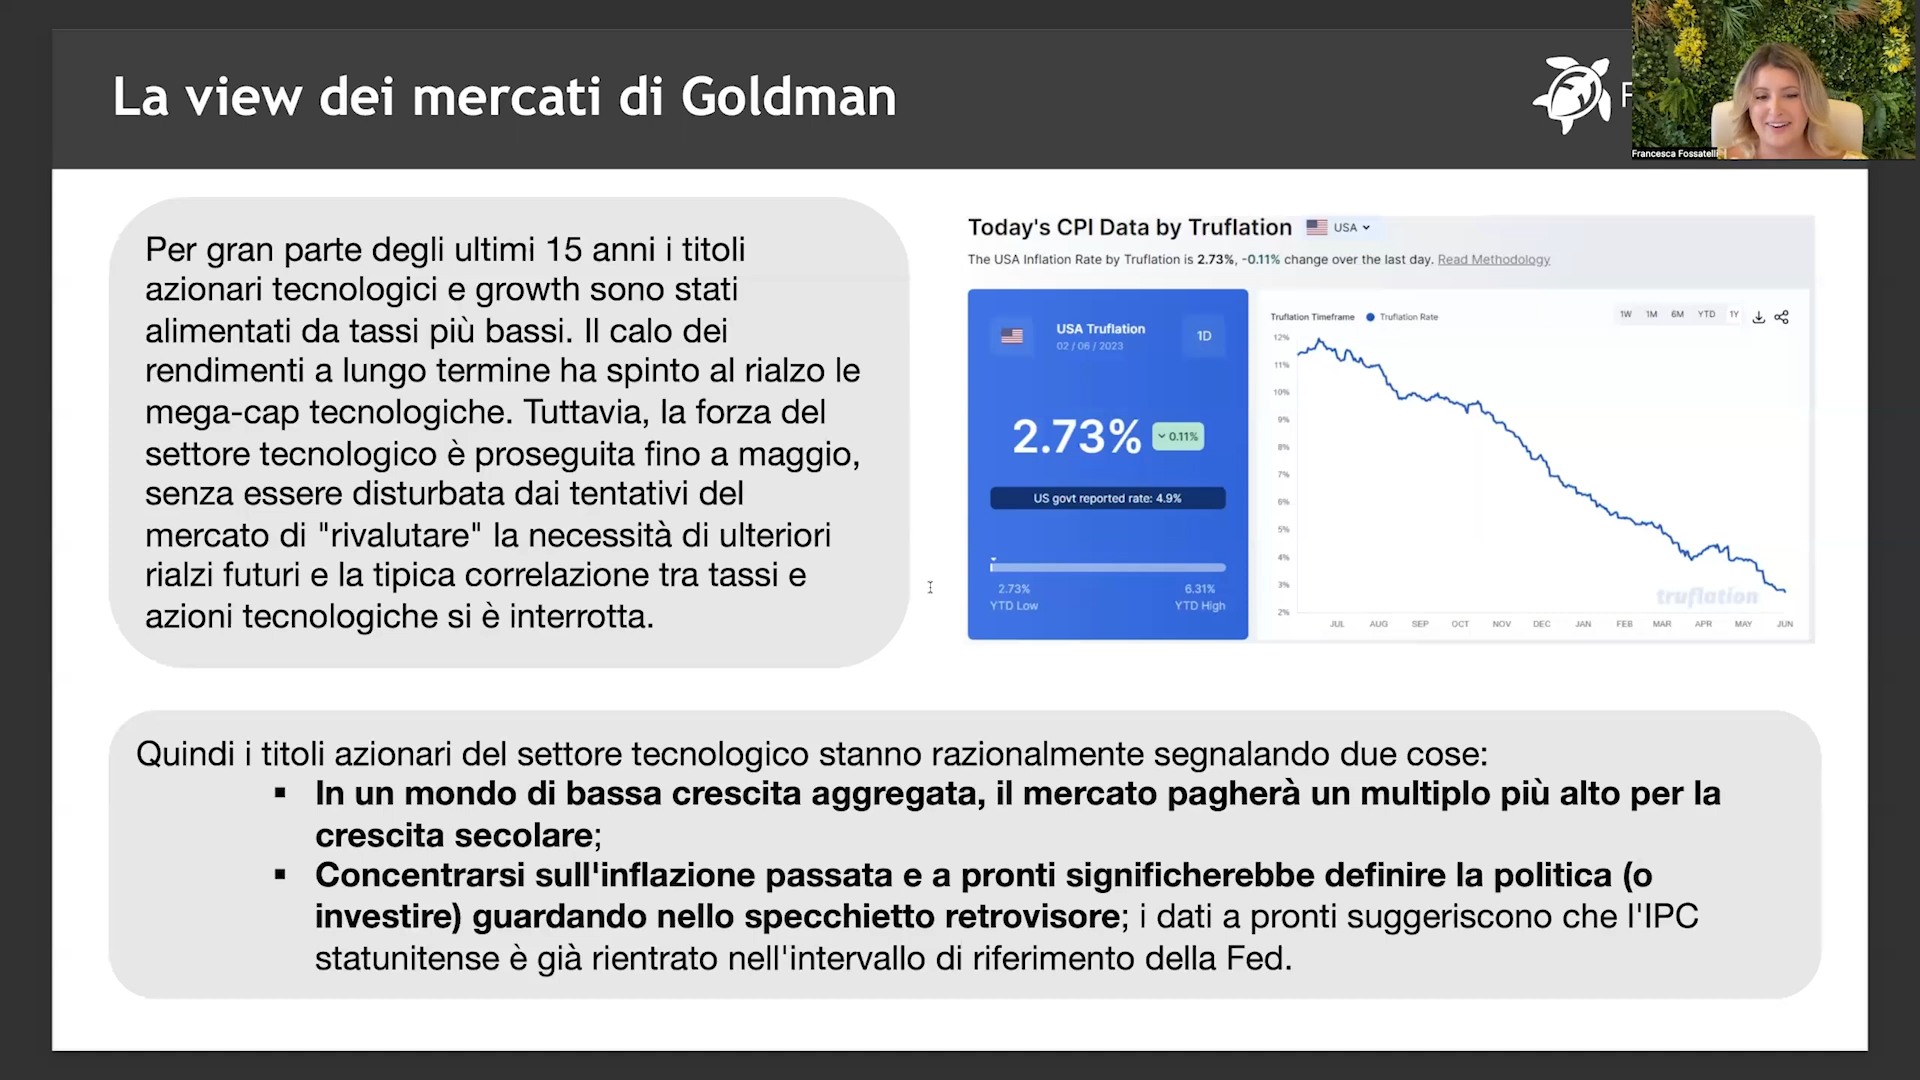 La view dei mercati di Goldman
F
Francesca Fossatelli
Per gran parte degli ultimi 15 anni i titoli
azionari tecnologici e growth sono stati
alimentati da tassi più bassi. Il calo dei
rendimenti a lungo termine ha spinto al rialzo le
mega-cap tecnologiche. Tuttavia, la forza del
settore tecnologico è proseguita fino a maggio,
senza essere disturbata dai tentativi del
mercato di "rivalutare" la necessità di ulteriori
rialzi futuri e la tipica correlazione tra tassi e
azioni tecnologiche si è interrotta.
Today's CPI Data by Truflation USA
The USA Inflation Rate by Truflation is 2.73%, -0.11% change over the last day. Read Methodology
USA Truflation
02 / 06 / 2023
1D
2.73% 0.11%
US govt reported rate: 4.9%
2.73% 6.31%
YTD Low YTD High
Truflation Timeframe Truflation Rate
1W 1M 6M YTD 1Y
12%
11%
10%
9%
8%
7%
6%
5%
4%
3%
2%
truflation
JUL AUG SEP OCT NOV DEC JAN FEB MAR APR MAY JUN
Quindi i titoli azionari del settore tecnologico stanno razionalmente segnalando due cose:
▪ In un mondo di bassa crescita aggregata, il mercato pagherà un multiplo più alto per la
crescita secolare;
▪ Concentrarsi sull'inflazione passata e a pronti significherebbe definire la politica (o
investire) guardando nello specchietto retrovisore; i dati a pronti suggeriscono che l'IPC
statunitense è già rientrato nell'intervallo di riferimento della Fed.